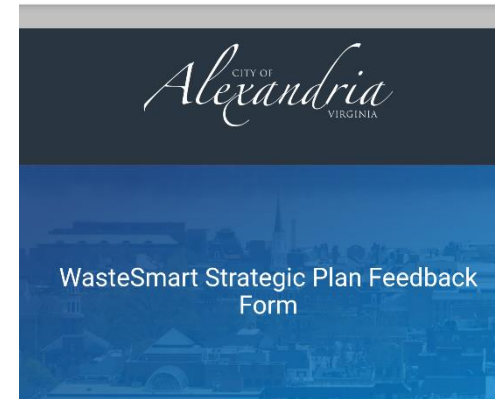 CITY OF
Alexandria
VIRGINIA
WasteSmart Strategic Plan Feedback
Form